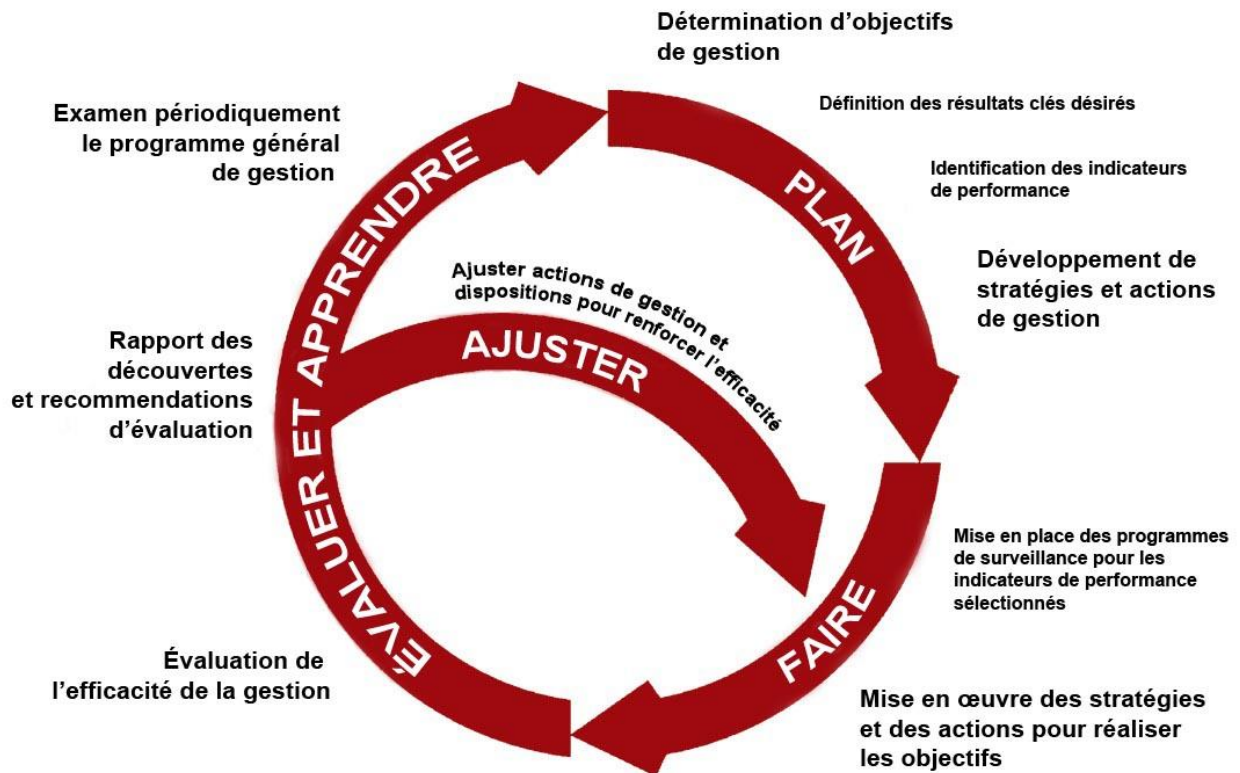 Détermination d'objectifs
de gestion
Définition des résultats clés désirés
Identification des indicateurs
de performance
PLAN
Développement de
stratégies et actions
de gestion
Mise en place des programmes
de surveillance pour les
indicateurs de performance
sélectionnés
FAIRE
Mise en œuvre des stratégies
et des actions pour réaliser
les objectifs
Évaluation de
l'efficacité de la gestion
ÉVALUER ET APPRENDRE
Rapport des
découvertes
et recommendations
d'évaluation
Examen périodiquement
le programme général
de gestion
Ajuster actions de gestion et
dispositions pour renforcer l'efficacité
AJUSTER